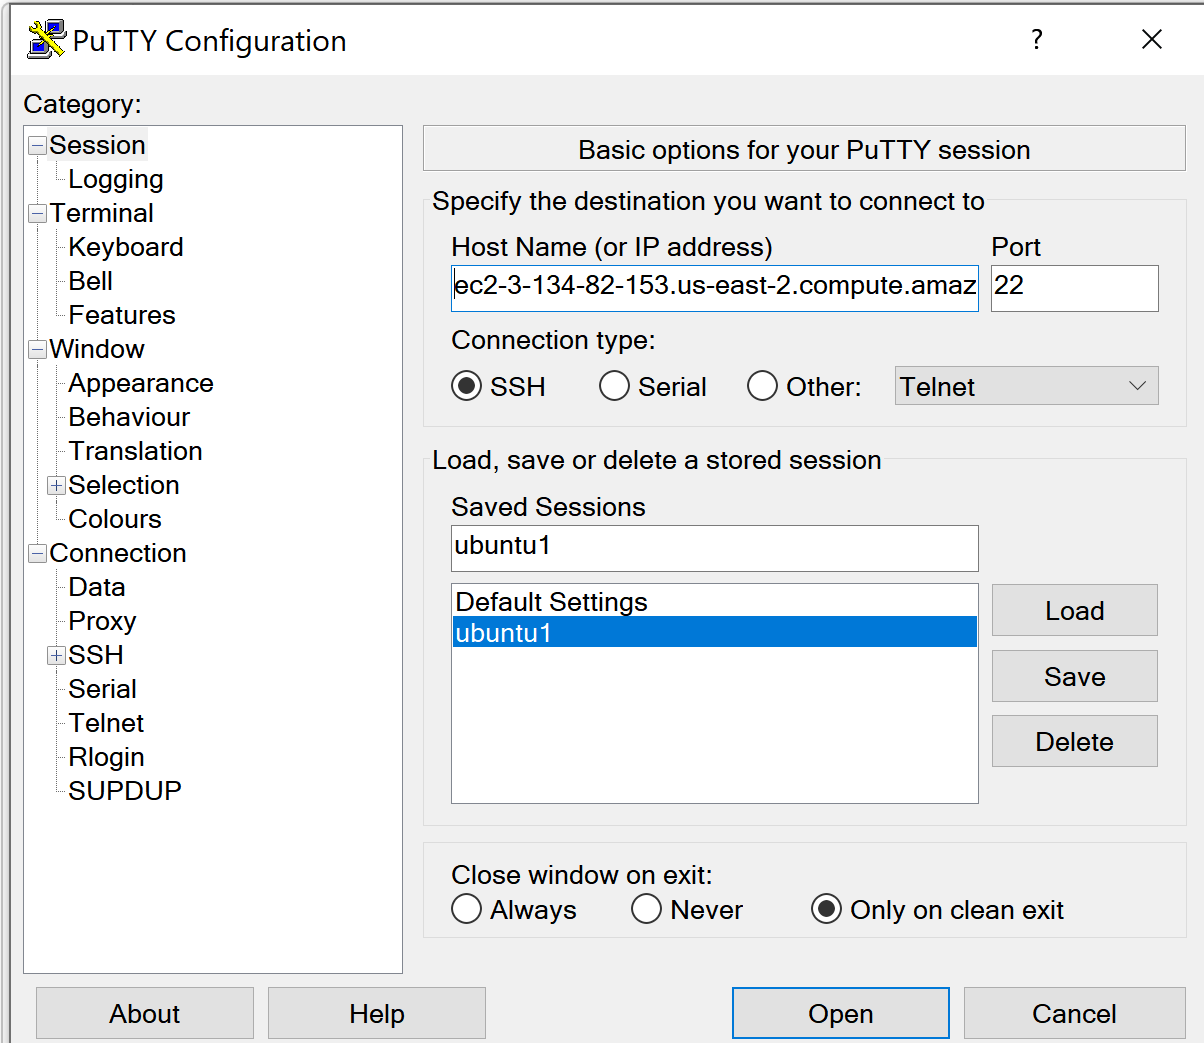 PuTTY Configuration
?
Category:
Session
Logging
Terminal
Keyboard
Bell
Features
Window
Appearance
Behaviour
Translation
Selection
Colours
Connection
Data
Proxy
SSH
Serial
Telnet
Rlogin
SUPDUP
Basic options for your PuTTY session
Specify the destination you want to connect to
Host Name (or IP address) Port
ec2-3-134-82-153.us-east-2.compute.amaz 22
Connection type:
SSH Serial Other: Telnet
Load, save or delete a stored session
Saved Sessions
ubuntu1
Default Settings
ubuntu1
Load
Save
Delete
Close window on exit:
Always Never Only on clean exit
About Help Open Cancel